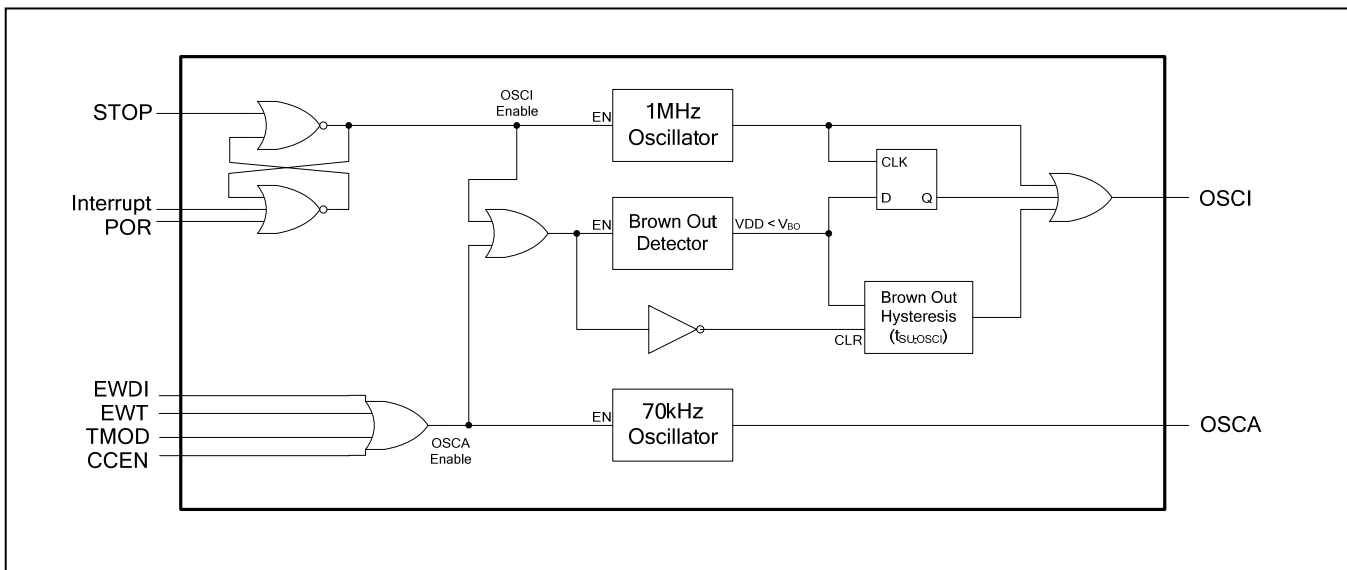 STOP
OSCI
Enable
EN
1MHz
Oscillator
CLK
D
Q
Interrupt
POR
OSCI
EN
Brown Out
Detector
VDD < VBO
Brown Out
Hysteresis
(tSU;OSCI)
CLR
EWDI
EWT
TMOD
CCEN
OSCA
Enable
EN
70kHz
Oscillator
OSCA